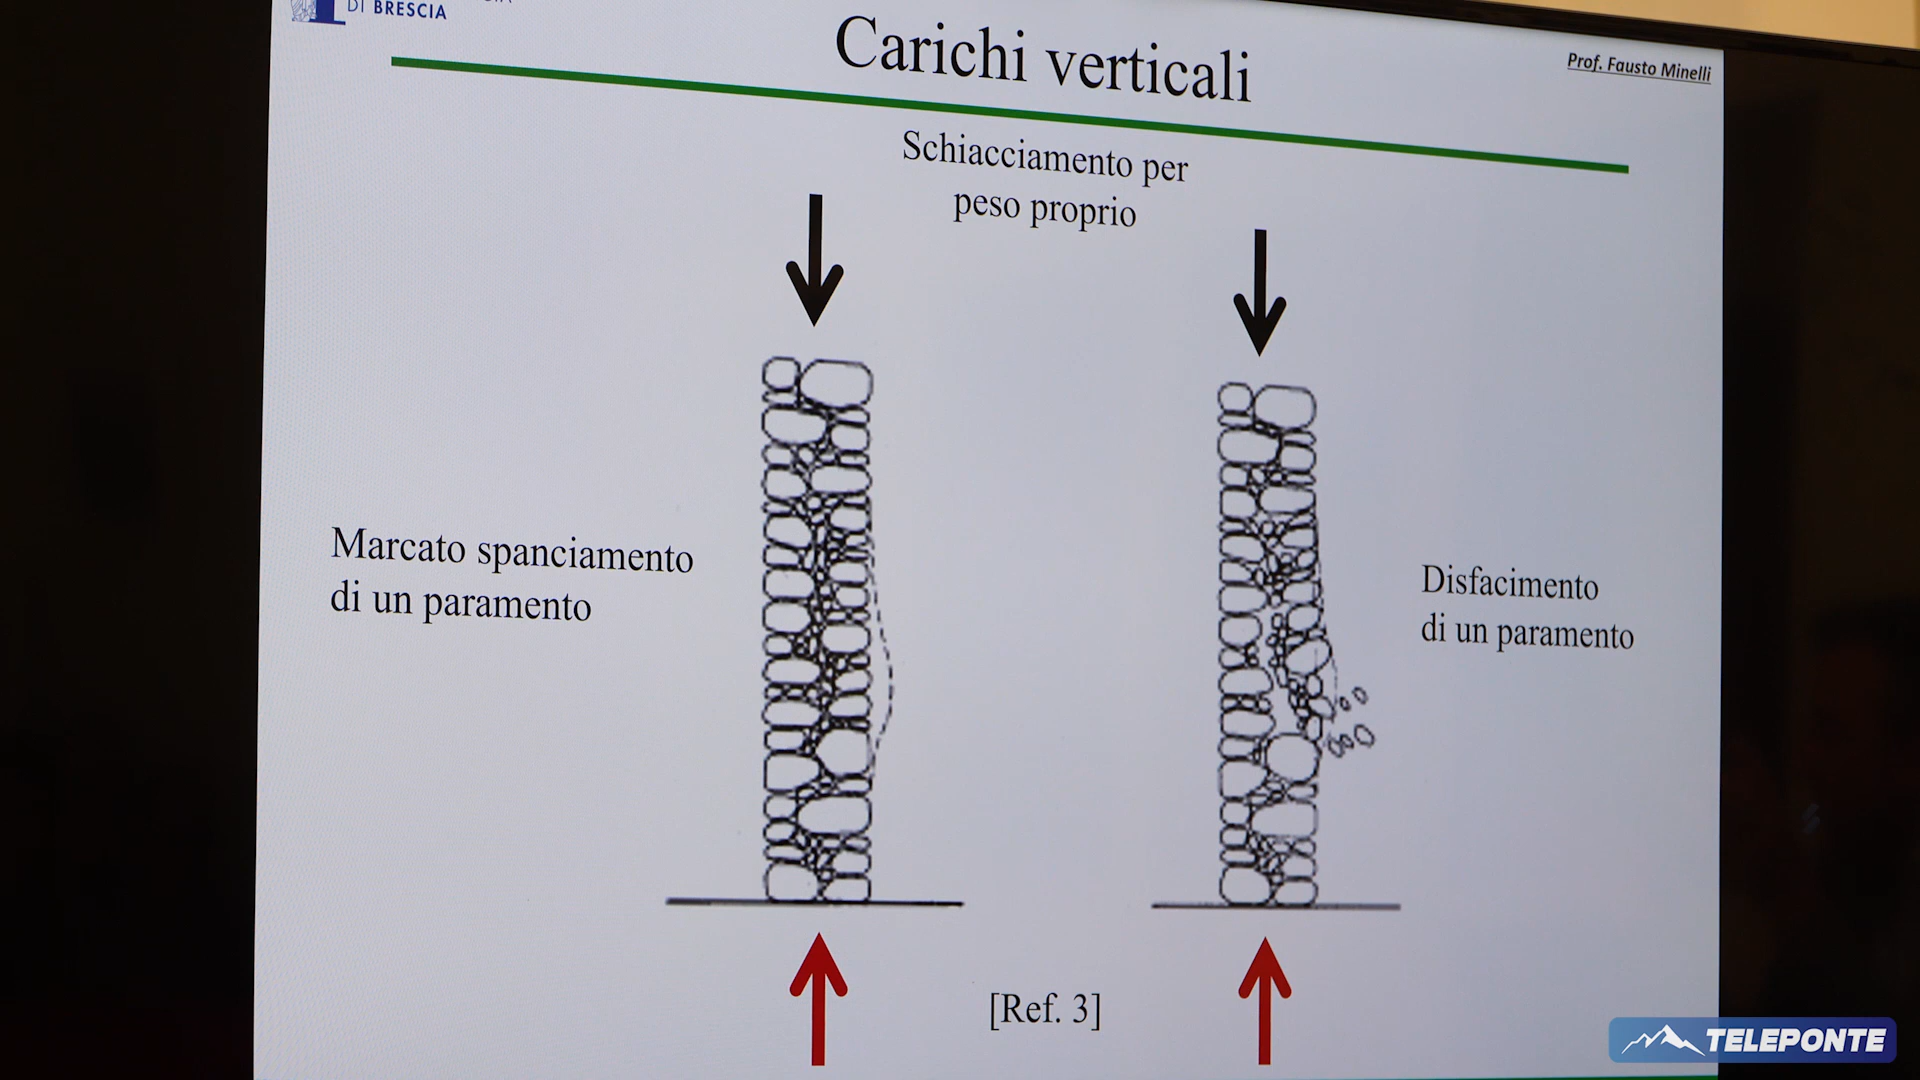 DI BRESCIA
Carichi verticali
Prof. Fausto Minelli
Schiacciamento per
peso proprio
Marcato spanciamento
di un paramento
Disfacimento
di un paramento
[Ref. 3]
TELEPONTE